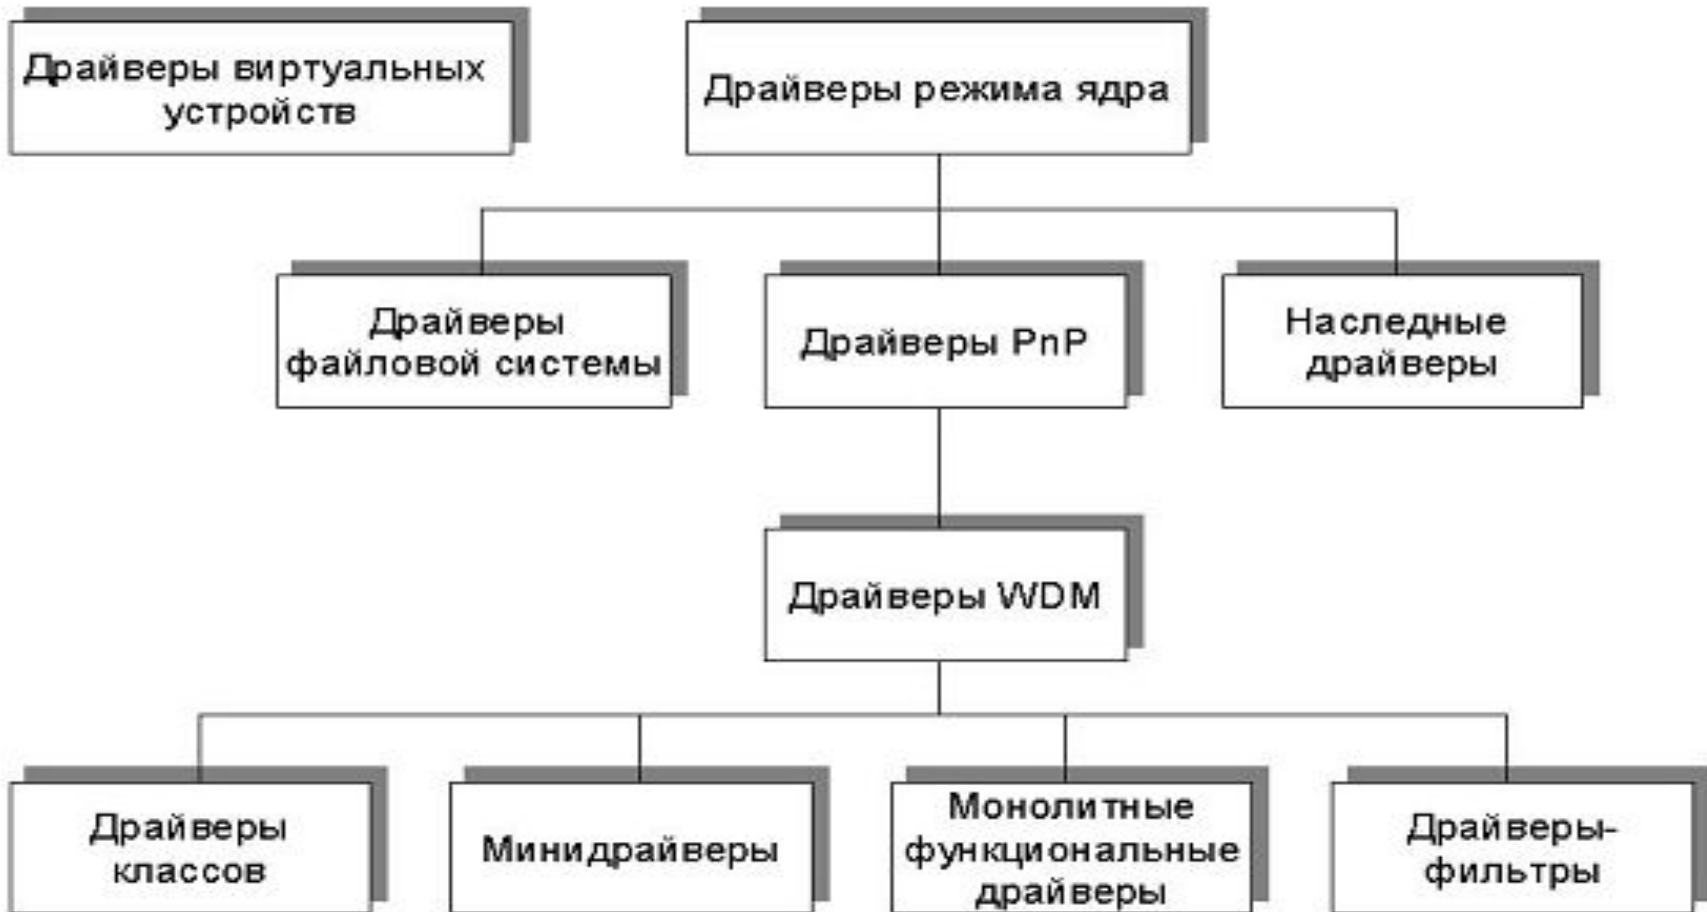 Драйверы виртуальных
устройств
Драйверы режима ядра
Драйверы
файловой системы
Драйверы PnP
Наследные
драйверы
Драйверы WDM
Драйверы
классов
Минидрайверы
Монолитные
функциональные
драйверы
Драйверы-
фильтры